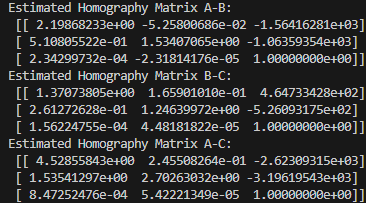 Estimated Homography Matrix A-B:
[[ 2.19868233e+00 -5.25800686e-02 -1.56416281e+03]
[ 5.10805522e-01 1.53407065e+00 -1.06359354e+03]
[ 2.34299732e-04 -2.31814176e-05 1.00000000e+00]]
Estimated Homography Matrix B-C:
[[ 1.37073805e+00 1.65901010e-01 4.64733428e+02]
[ 2.61272628e-01 1.24639972e+00 -5.26093175e+02]
[ 1.56224755e-04 4.48181822e-05 1.00000000e+00]]
Estimated Homography Matrix A-C:
[[ 4.52855843e+00 2.45508264e-01 -2.62309315e+03]
[ 1.53541297e+00 2.70263032e+00 -3.19619543e+03]
[ 8.47252476e-04 5.42221349e-05 1.00000000e+00]]